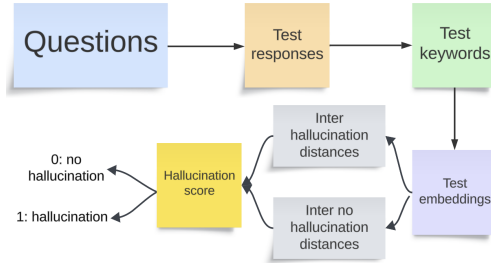 Questions
Test
responses
Test
keywords
Inter
hallucination
distances
0: no
hallucination
Hallucination
score
Test
embeddings
1: hallucination
Inter no
hallucination
distances